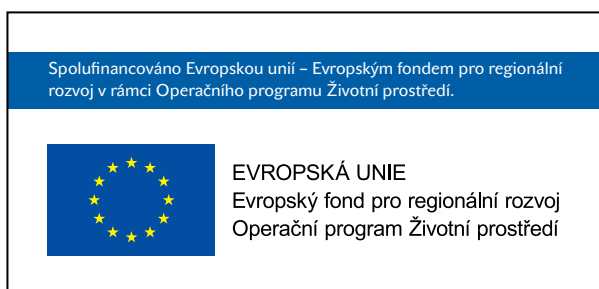 Spolufinancováno Evropskou unií – Evropským fondem pro regionální
rozvoj v rámci Operačního programu Životní prostředí.
EVROPSKÁ UNIE
Evropský fond pro regionální rozvoj
Operační program Životní prostředí